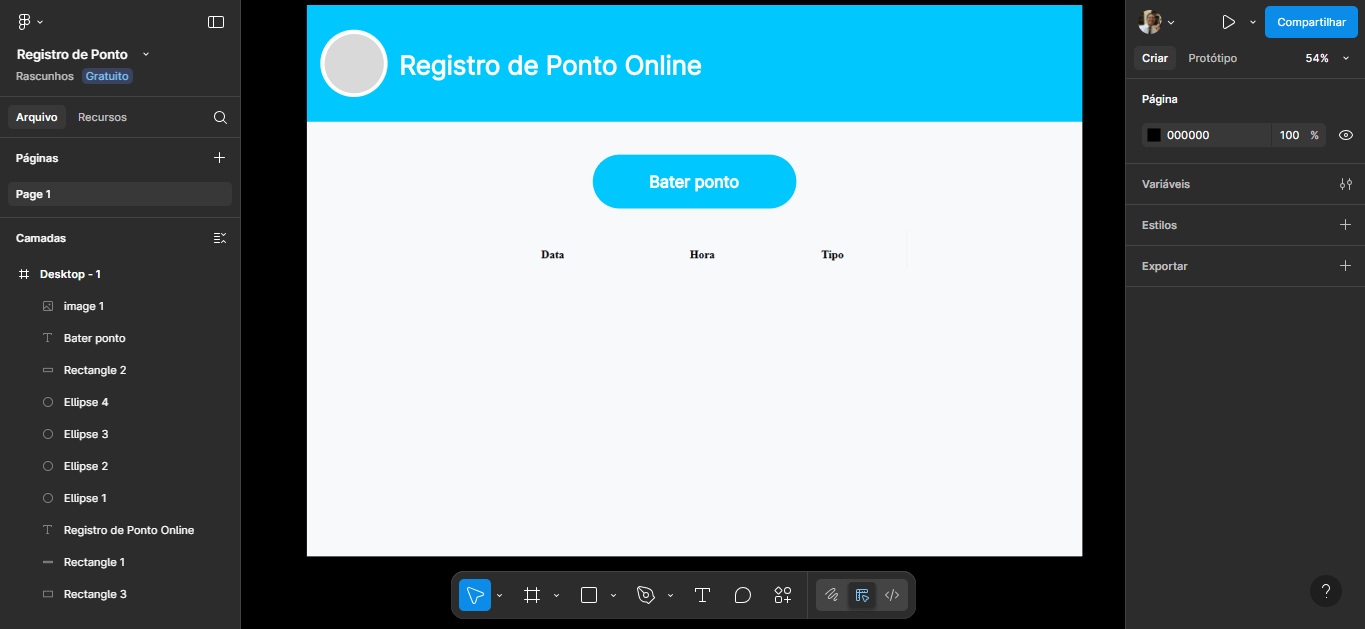 Registro de Ponto
Rascunhos Gratuito
Arquivo Recursos
Páginas
Page 1
Camadas
Desktop - 1
image 1
Bater ponto
Rectangle 2
Ellipse 4
Ellipse 3
Ellipse 2
Ellipse 1
Registro de Ponto Online
Rectangle 1
Rectangle 3
Registro de Ponto Online
Bater ponto
Data Hora Tipo
Compartilhar
Criar Protótipo 54%
Página
000000 100 %
Variáveis
Estilos
Exportar
?